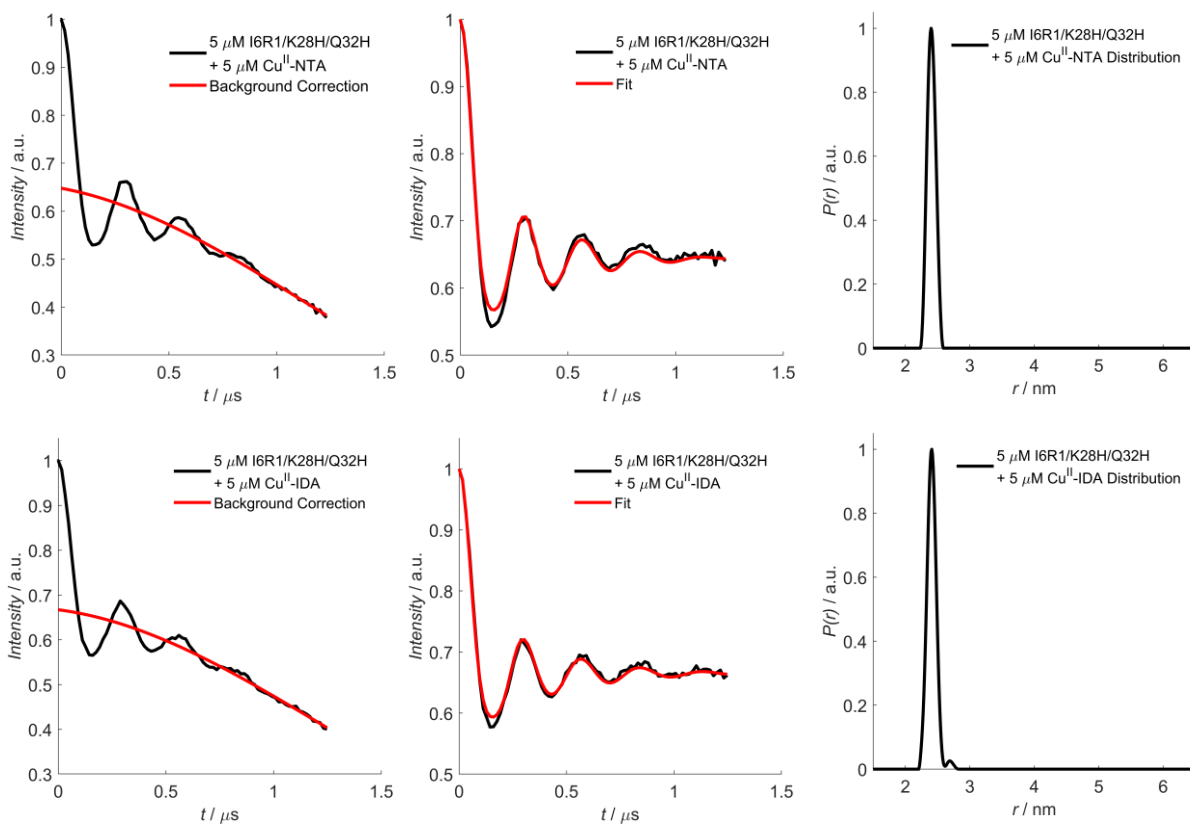 1
0.9
0.8
0.7
0.6
0.5
0.4
0.3
0
0.5
1
1.5
Intensity / a.u.
t / μs
5 μM I6R1/K28H/Q32H
+ 5 μM Cu^II-NTA
Background Correction
1
0.9
0.8
0.7
0.6
0.5
0
0.5
1
1.5
Intensity / a.u.
t / μs
5 μM I6R1/K28H/Q32H
+ 5 μM Cu^II-NTA
Fit
1
0.8
0.6
0.4
0.2
0
2
3
4
5
6
P(r) / a.u.
r / nm
5 μM I6R1/K28H/Q32H
+ 5 μM Cu^II-NTA Distribution
1
0.9
0.8
0.7
0.6
0.5
0.4
0.3
0
0.5
1
1.5
Intensity / a.u.
t / μs
5 μM I6R1/K28H/Q32H
+ 5 μM Cu^II-IDA
Background Correction
1
0.9
0.8
0.7
0.6
0.5
0
0.5
1
1.5
Intensity / a.u.
t / μs
5 μM I6R1/K28H/Q32H
+ 5 μM Cu^II-IDA
Fit
1
0.8
0.6
0.4
0.2
0
2
3
4
5
6
P(r) / a.u.
r / nm
5 μM I6R1/K28H/Q32H
+ 5 μM Cu^II-IDA Distribution